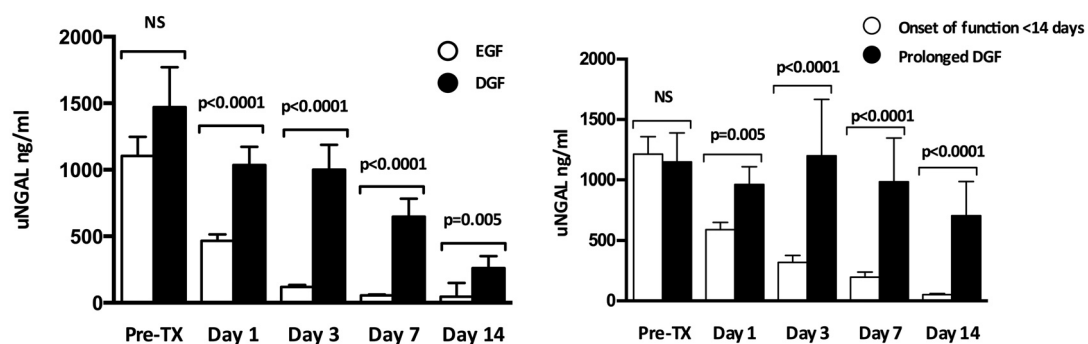 NS
2000
1500
1000
500
0
uNGAL ng/ml
EGF
DGF
p<0.0001
p<0.0001
p<0.0001
p=0.005
Pre-TX Day 1 Day 3 Day 7 Day 14
Onset of function <14 days
Prolonged DGF
2000
1500
1000
500
0
uNGAL ng/ml
NS
p=0.005
p<0.0001
p<0.0001
p<0.0001
Pre-TX Day 1 Day 3 Day 7 Day 14